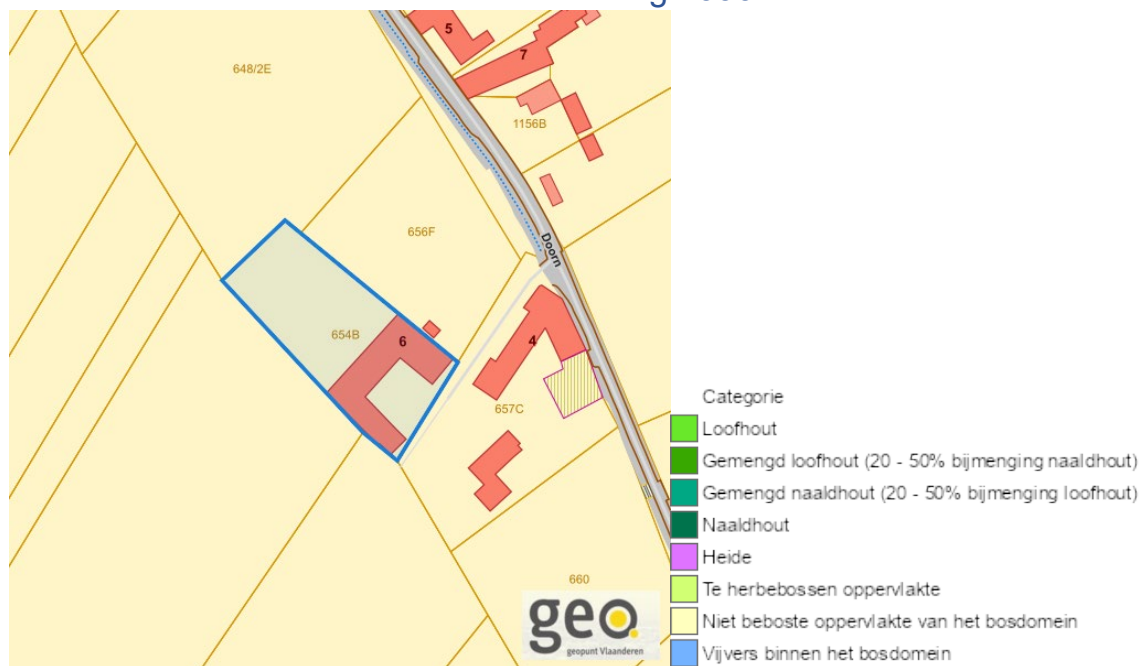 5
7
648/2E
1156B
656F
Doorn
654B
6
4
657C
660
geo.
geopunt Vlaanderen
Categorie
Loofhout
Gemengd loofhout (20 - 50% bijmenging naaldhout)
Gemengd naaldhout (20 - 50% bijmenging loofhout)
Naaldhout
Heide
Te herbebossen oppervlakte
Niet beboste oppervlakte van het bosdomein
Vijvers binnen het bosdomein